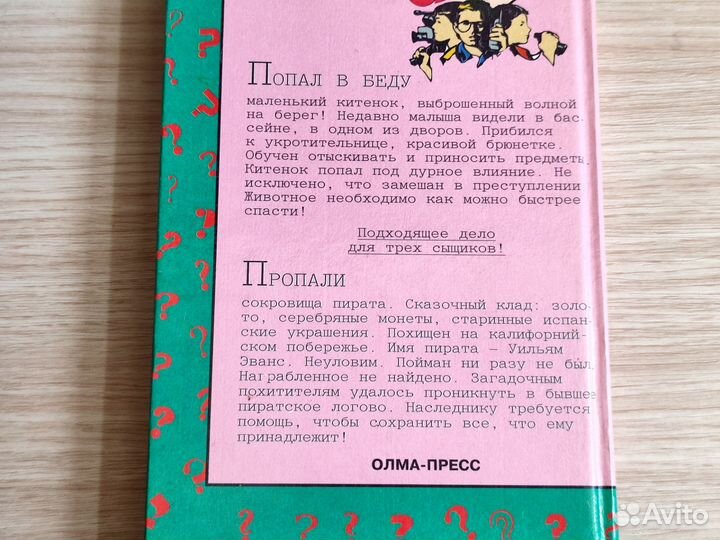 ПОПАЛ В БЕДУ
маленький китенок, выброшенный волной
на берег! Недавно малыша видели в бас-
сейне, в одном из дворов. Прибился
к укротительнице, красивой брюнетке.
Обучен отыскивать и приносить предметы.
Китенок попал под дурное влияние. Не
исключено, что замешан в преступлении
Животное необходимо как можно быстрее
спасти!
Подходящее дело
для трех сыщиков!
ПРОПАЛИ
сокровища пирата. Сказочный клад: золо-
то, серебряные монеты, старинные испан-
ские украшения. Похищен на калифорний-
ском побережье. Имя пирата – Уильям
Эванс. Неуловим. Пойман ни разу не был.
Награбленное не найдено. Загадочным
похитителям удалось проникнуть в бывшее
пиратское логово. Наследнику требуется
помощь, чтобы сохранить все, что ему
принадлежит!
ОЛМА-ПРЕСС
Avito